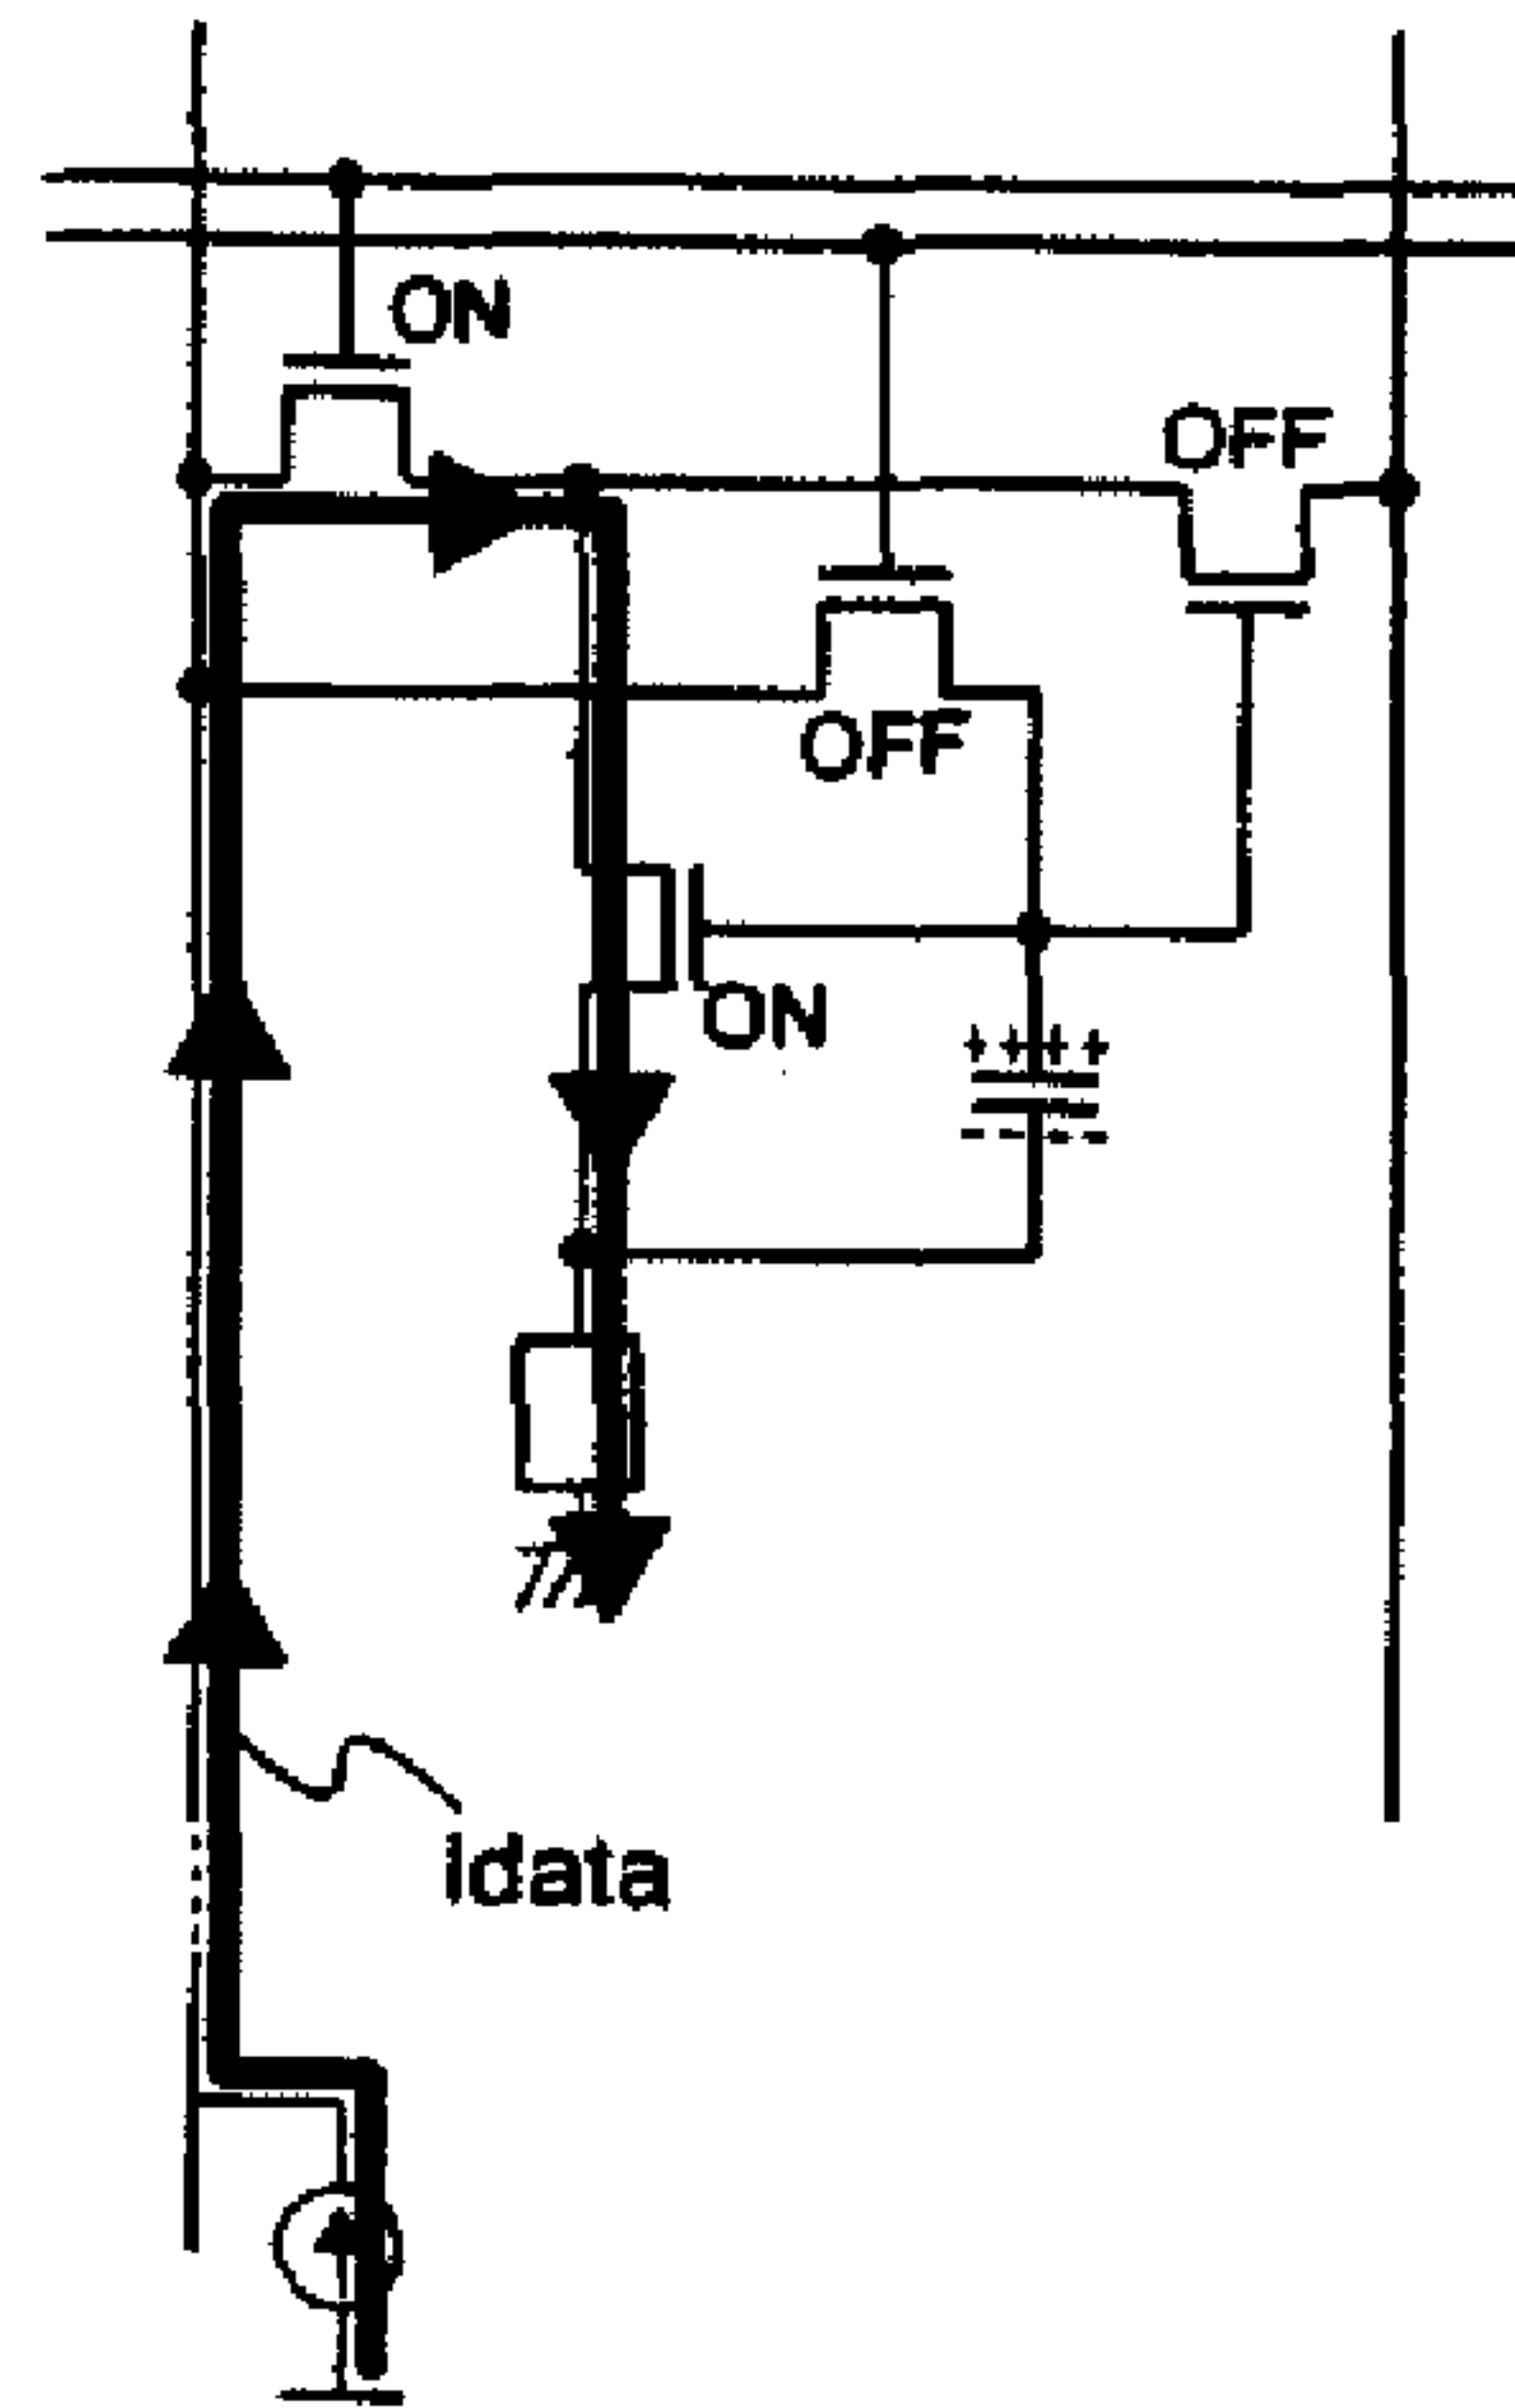 ON
OFF
OFF
ON
++++
----
Idata